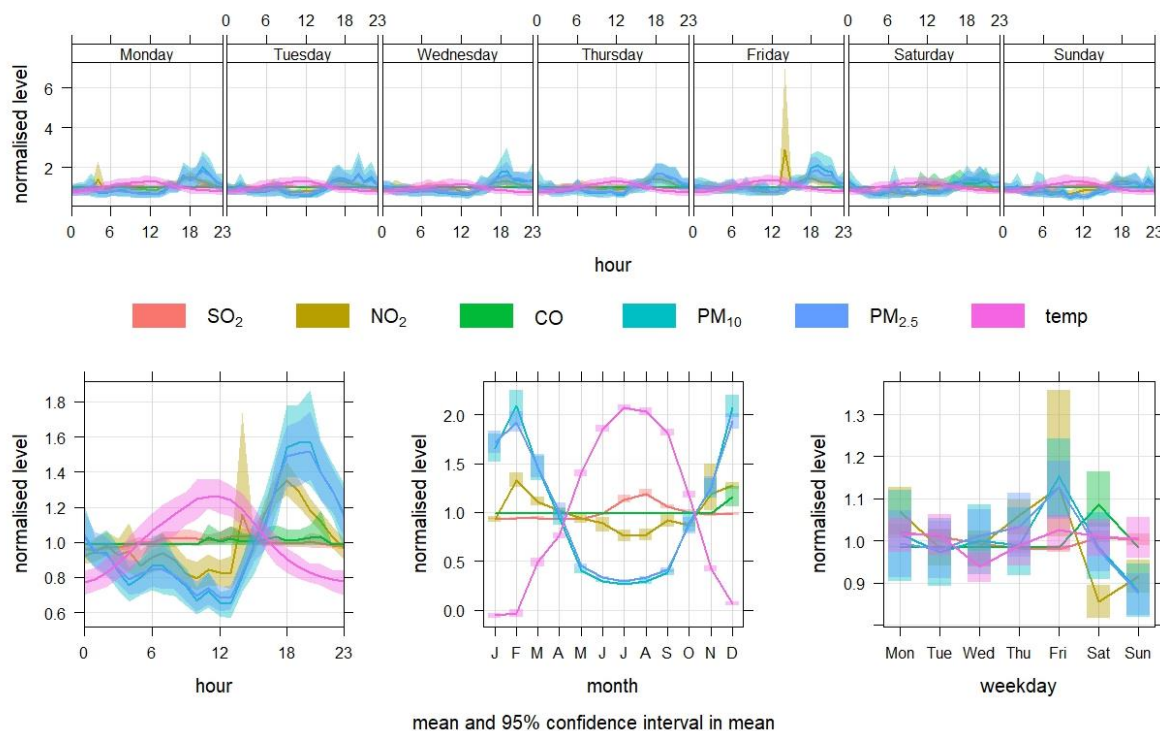 0 6 12 18 23 0 6 12 18 23 0 6 12 18 23
Monday Tuesday Wednesday Thursday Friday Saturday Sunday
normalised level
6
4
2
0 6 12 18 23 0 6 12 18 23 0 6 12 18 23 0 6 12 18 23
hour
SO₂ NO₂ CO PM₁₀ PM₂.₅ temp
normalised level
1.8
1.6
1.4
1.2
1.0
0.8
0.6
0 6 12 18 23
hour
normalised level
2.0
1.5
1.0
0.5
0.0
J F M A M J J A S O N D
month
normalised level
1.3
1.2
1.1
1.0
0.9
Mon Tue Wed Thu Fri Sat Sun
weekday
mean and 95% confidence interval in mean